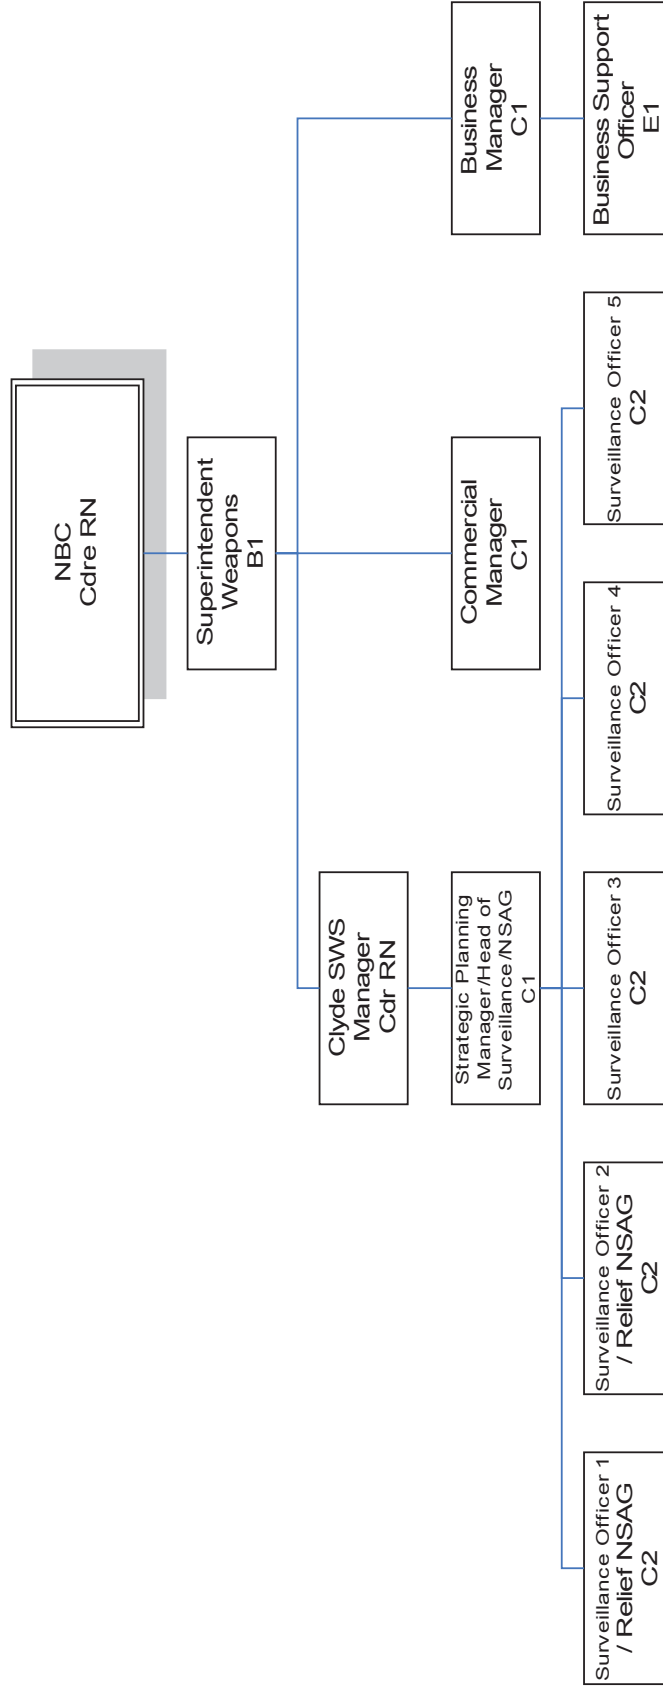 NBC
Cdre RN
Superintendent
Weapons
B1
Clyde SWS
Manager
Cdr RN
Strategic Planning
Manager/Head of
Surveillance/NSAG
C1
Commercial
Manager
C1
Business
Manager
C1
Surveillance Officer 1
/ Relief NSAG
C2
Surveillance Officer 2
/ Relief NSAG
C2
Surveillance Officer 3
C2
Surveillance Officer 4
C2
Surveillance Officer 5
C2
Business Support
Officer
E1